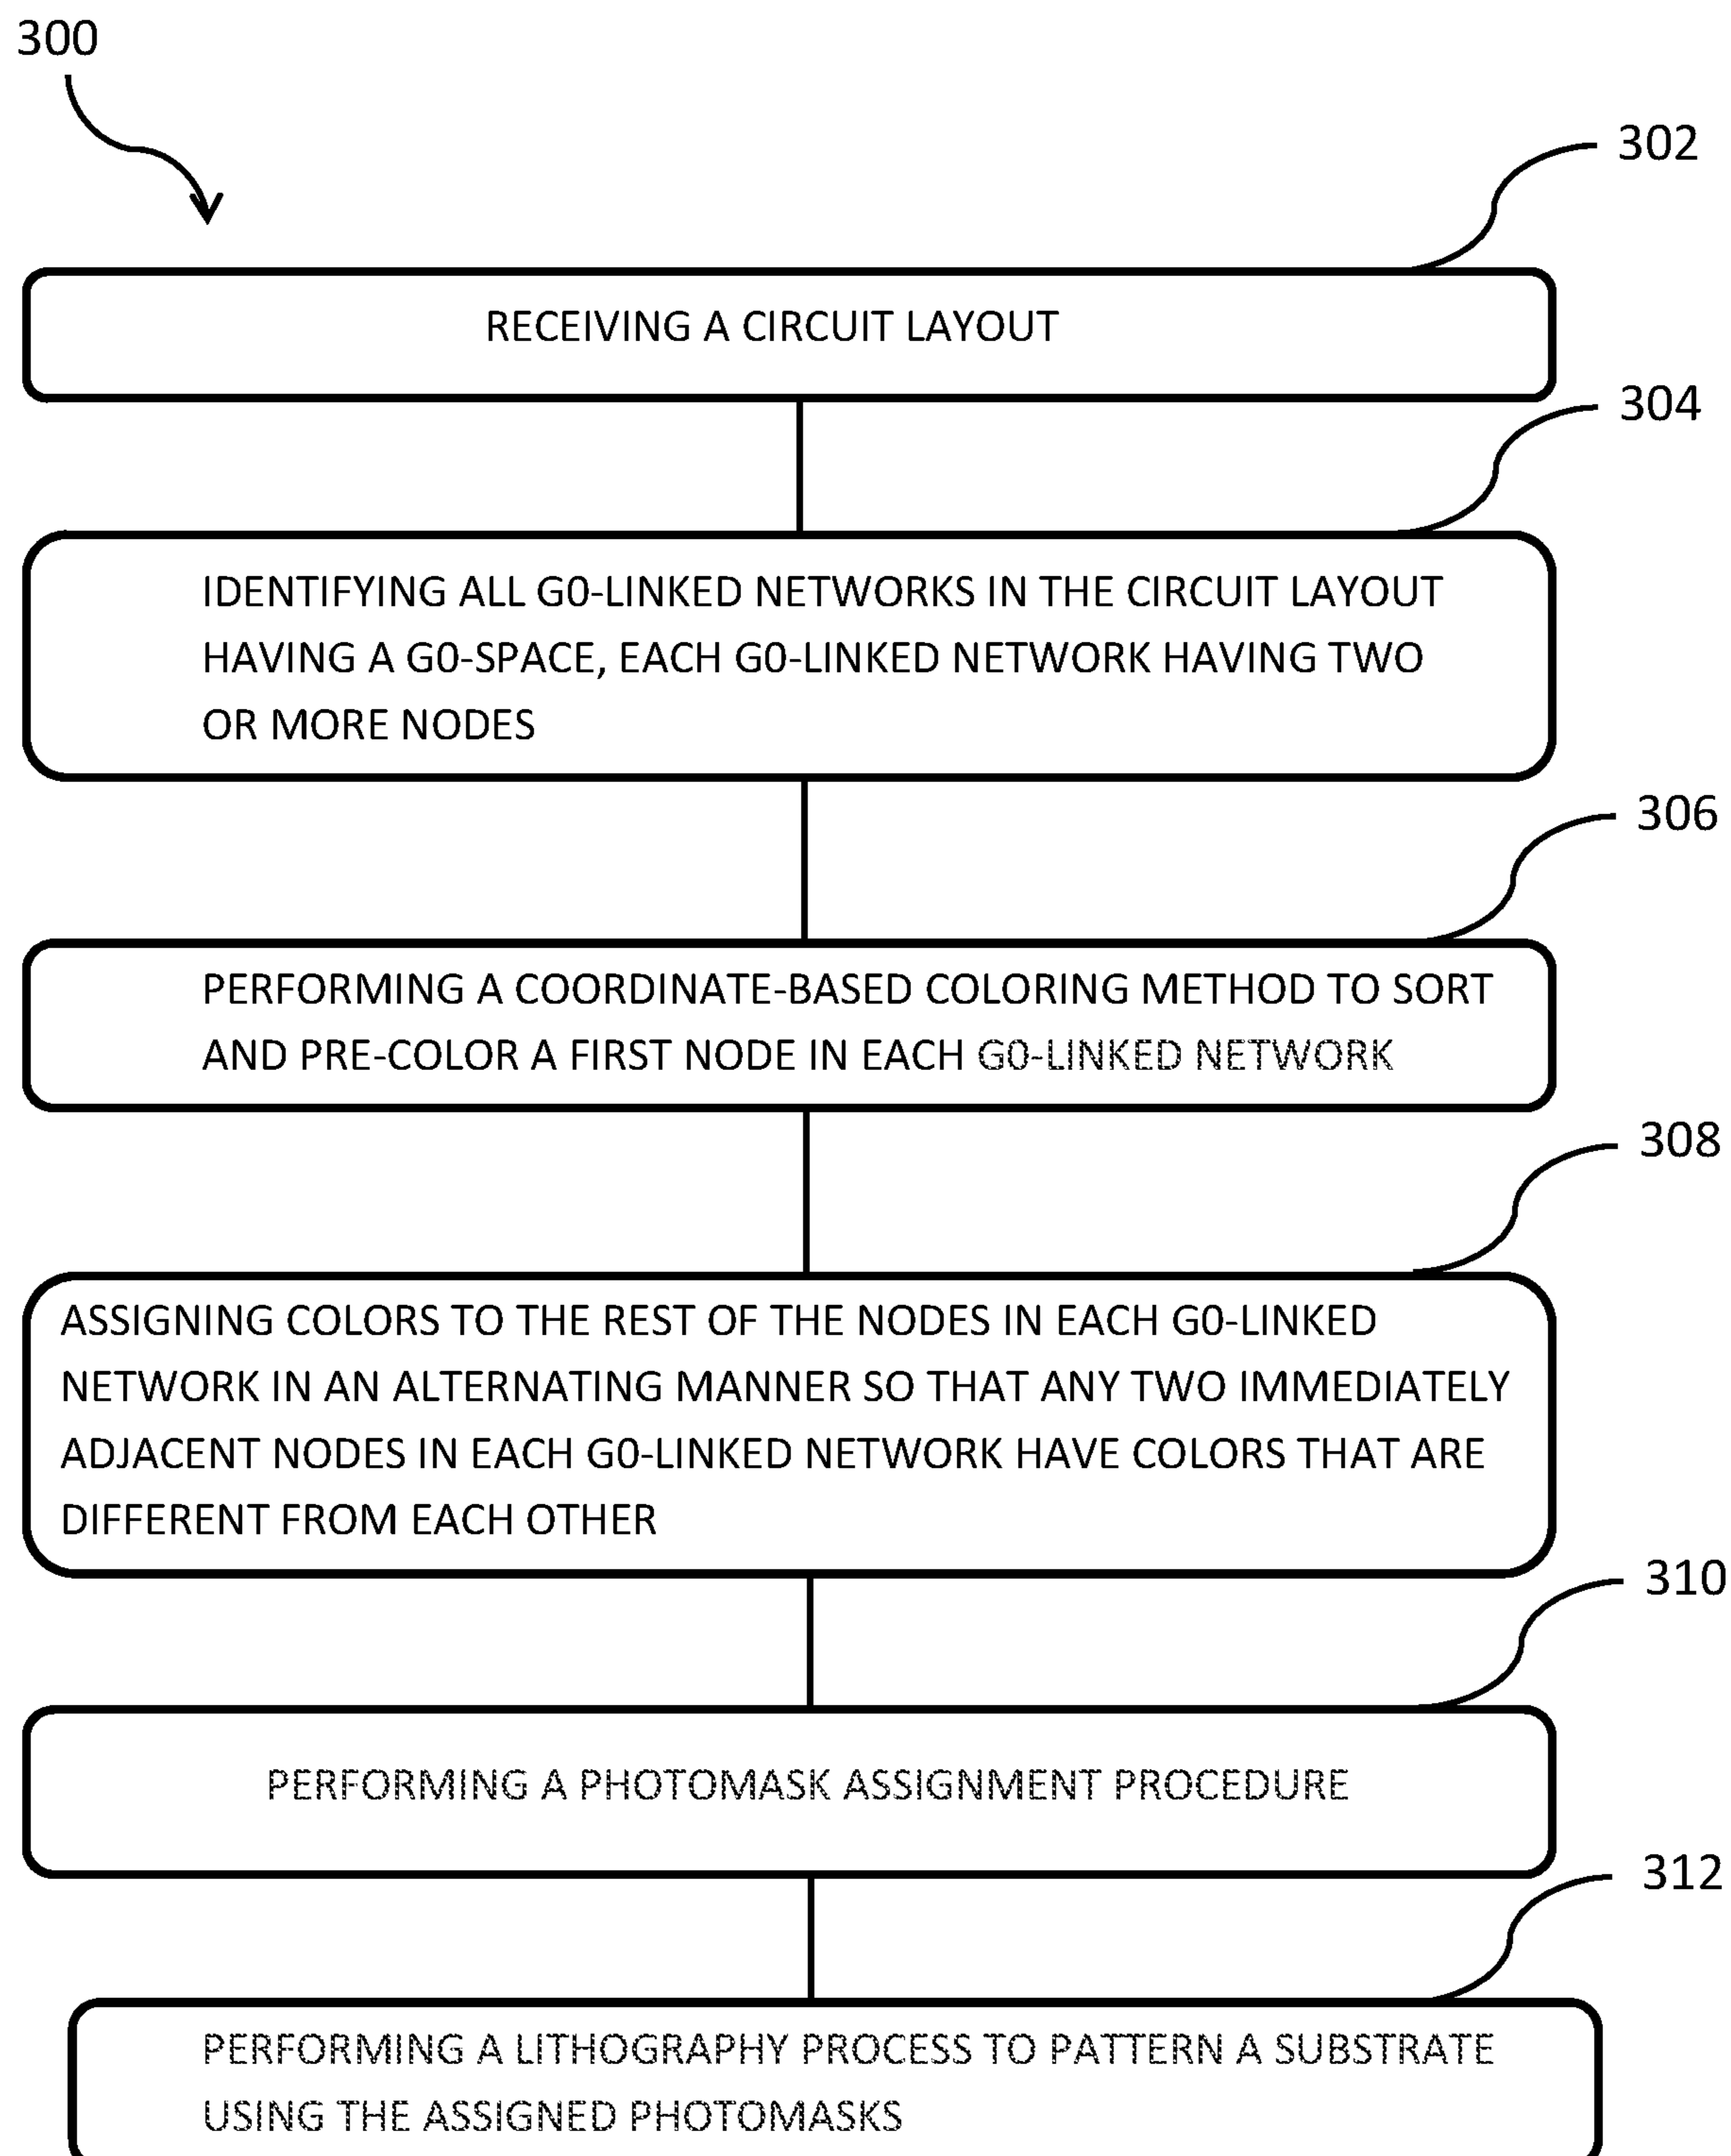 300
302
RECEIVING A CIRCUIT LAYOUT
304
IDENTIFYING ALL G0-LINKED NETWORKS IN THE CIRCUIT LAYOUT
HAVING A G0-SPACE, EACH G0-LINKED NETWORK HAVING TWO
OR MORE NODES
306
PERFORMING A COORDINATE-BASED COLORING METHOD TO SORT
AND PRE-COLOR A FIRST NODE IN EACH G0-LINKED NETWORK
308
ASSIGNING COLORS TO THE REST OF THE NODES IN EACH G0-LINKED
NETWORK IN AN ALTERNATING MANNER SO THAT ANY TWO IMMEDIATELY
ADJACENT NODES IN EACH G0-LINKED NETWORK HAVE COLORS THAT ARE
DIFFERENT FROM EACH OTHER
310
PERFORMING A PHOTOMASK ASSIGNMENT PROCEDURE
312
PERFORMING A LITHOGRAPHY PROCESS TO PATTERN A SUBSTRATE
USING THE ASSIGNED PHOTOMASKS